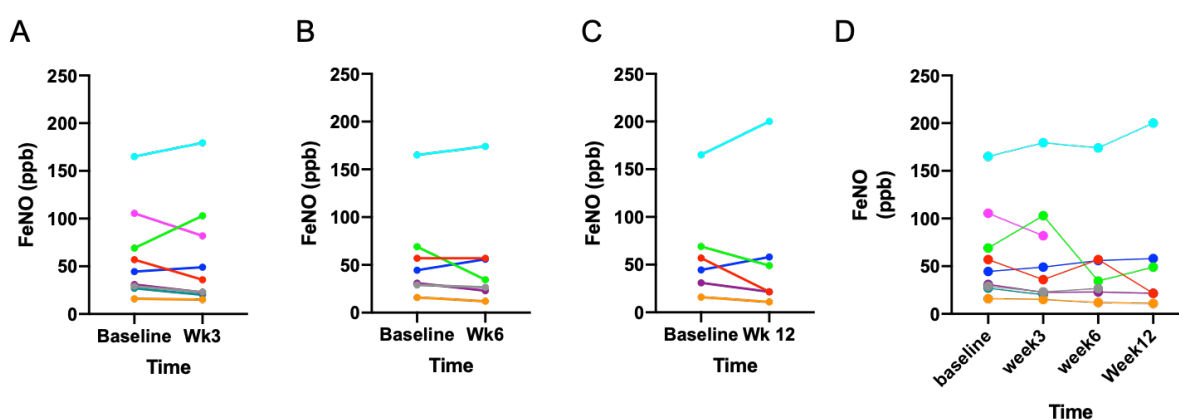 A
FeNO (ppb)
250
200
150
100
50
0
Baseline Wk3
Time
B
FeNO (ppb)
250
200
150
100
50
0
Baseline Wk6
Time
C
FeNO (ppb)
250
200
150
100
50
0
Baseline Wk 12
Time
D
FeNO
(ppb)
250
200
150
100
50
0
baseline
week3
week6
Week12
Time